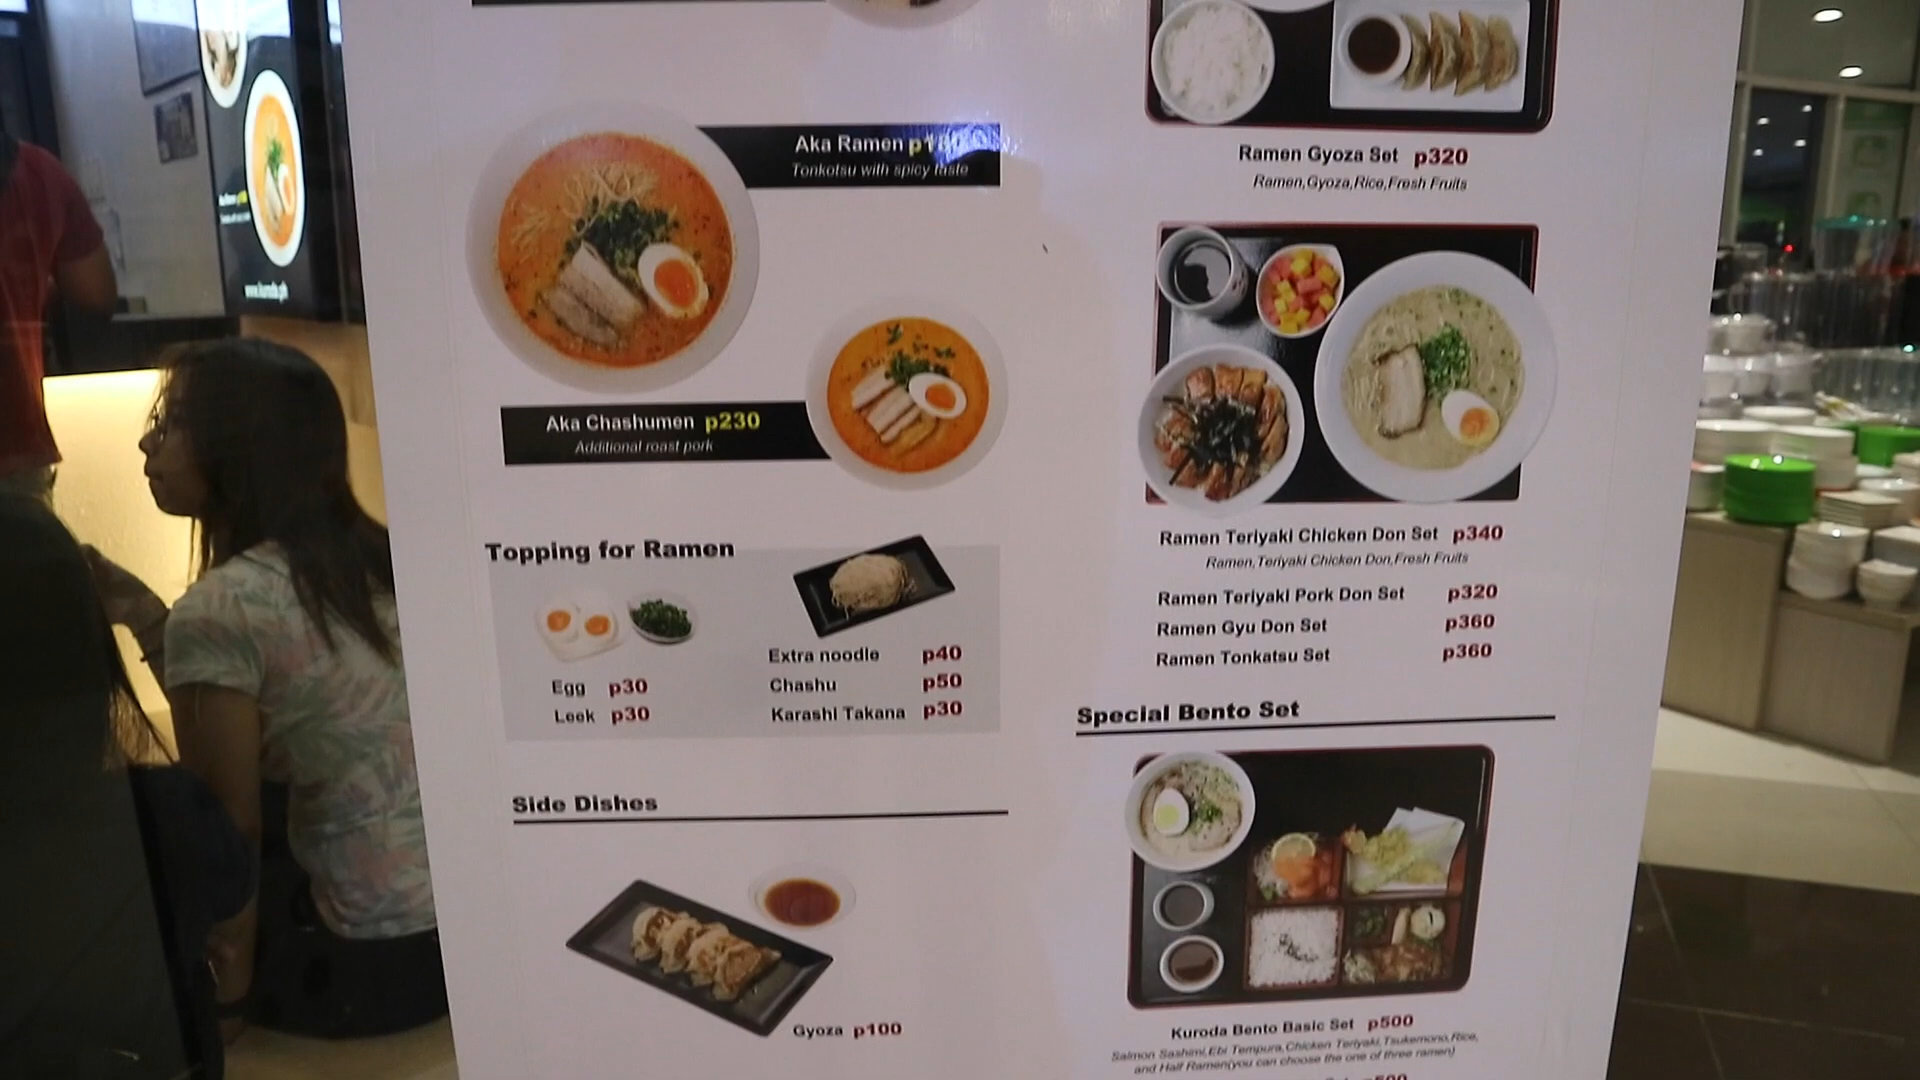 www.kuroda.ph
Aka Ramen
Tonkotsu with spicy taste
Aka Chashumen p230
Additional roast pork
Topping for Ramen
Egg p30
Leek p30
Extra noodle p40
Chashu p50
Karashi Takana p30
Side Dishes
Gyoza p100
Ramen Gyoza Set p320
Ramen,Gyoza,Rice,Fresh Fruits
Ramen Teriyaki Chicken Don Set p340
Ramen,Teriyaki Chicken Don,Fresh Fruits
Ramen Teriyaki Pork Don Set p320
Ramen Gyu Don Set p360
Ramen Tonkatsu Set p360
Special Bento Set
Kuroda Bento Basic Set p500
Salmon Sashimi,Ebi Tempura,Chicken Teriyaki,Tsukemono,Rice,
and Half Ramen(you can choose the one of three ramen)